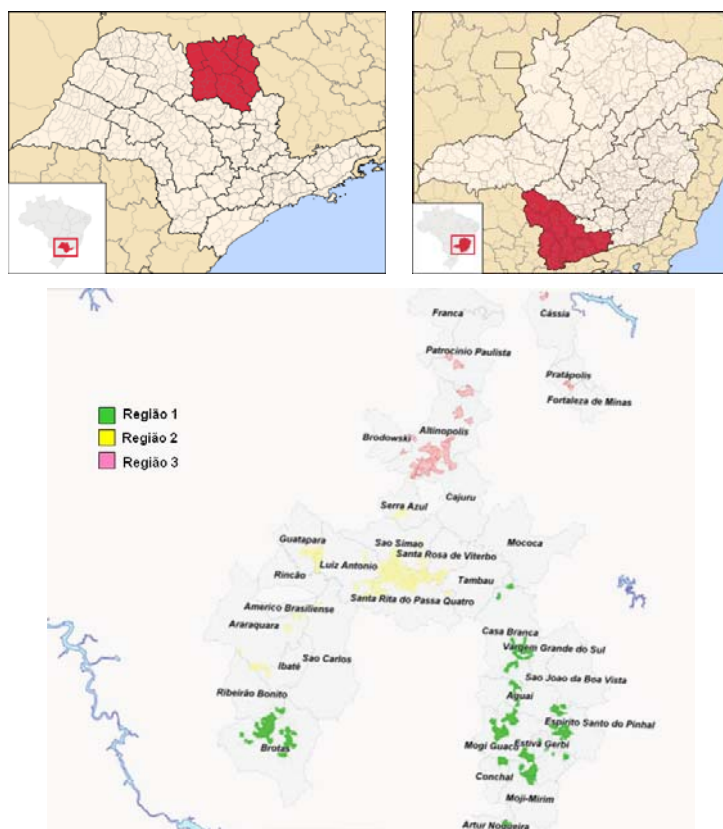 Franca
Cássia
Patrocínio Paulista
Pratápolis
Fortaleza de Minas
Região 1
Região 2
Região 3
Altinopolis
Brodowski
Cajuru
Serra Azul
Guatapara
Sao Simao
Mococa
Santa Rosa de Viterbo
Luiz Antonio
Rincão
Tambau
Santa Rita do Passa Quatro
Americo Brasiliense
Araraquara
Casa Branca
Vargem Grande do Sul
Sao Carlos
Ibaté
Sao Joao da Boa Vista
Ribeirão Bonito
Aguaí
Espirito Santo do Pinhal
Mogi Guacu
Estiva Gerbi
Brotas
Conchal
Moji-Mirim
Artur Nogueira